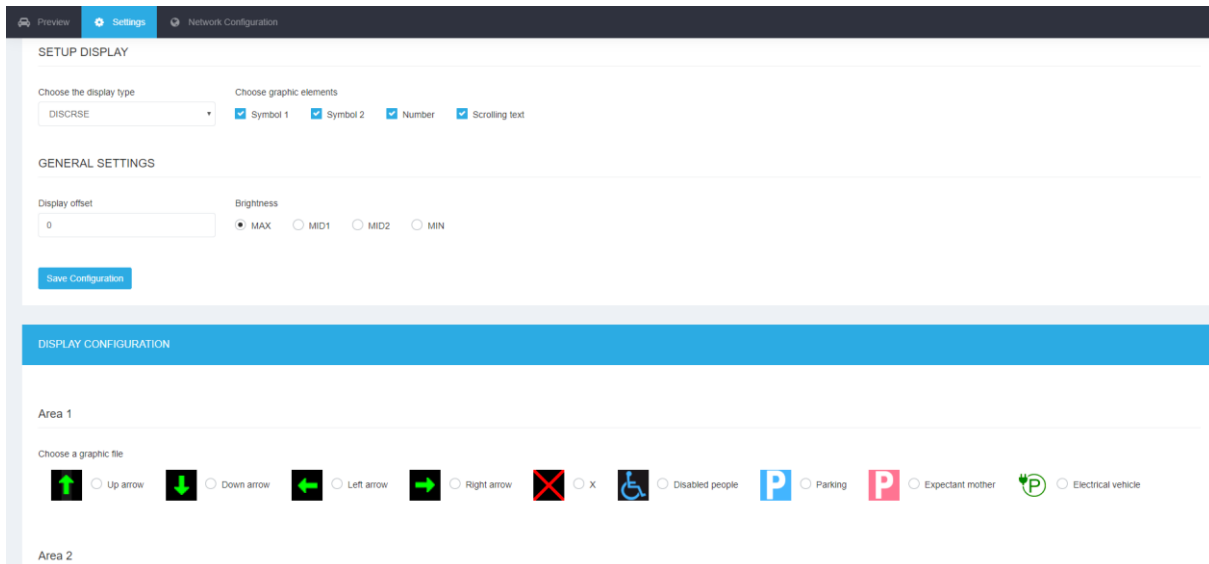 Preview Settings Network Configuration
SETUP DISPLAY
Choose the display type Choose graphic elements
DISCRSE Symbol 1 Symbol 2 Number Scrolling text
GENERAL SETTINGS
Display offset Brightness
0 MAX MID1 MID2 MIN
Save Configuration
DISPLAY CONFIGURATION
Area 1
Choose a graphic file
Up arrow Down arrow Left arrow Right arrow X Disabled people P Parking P Expectant mother P Electrical vehicle
Area 2